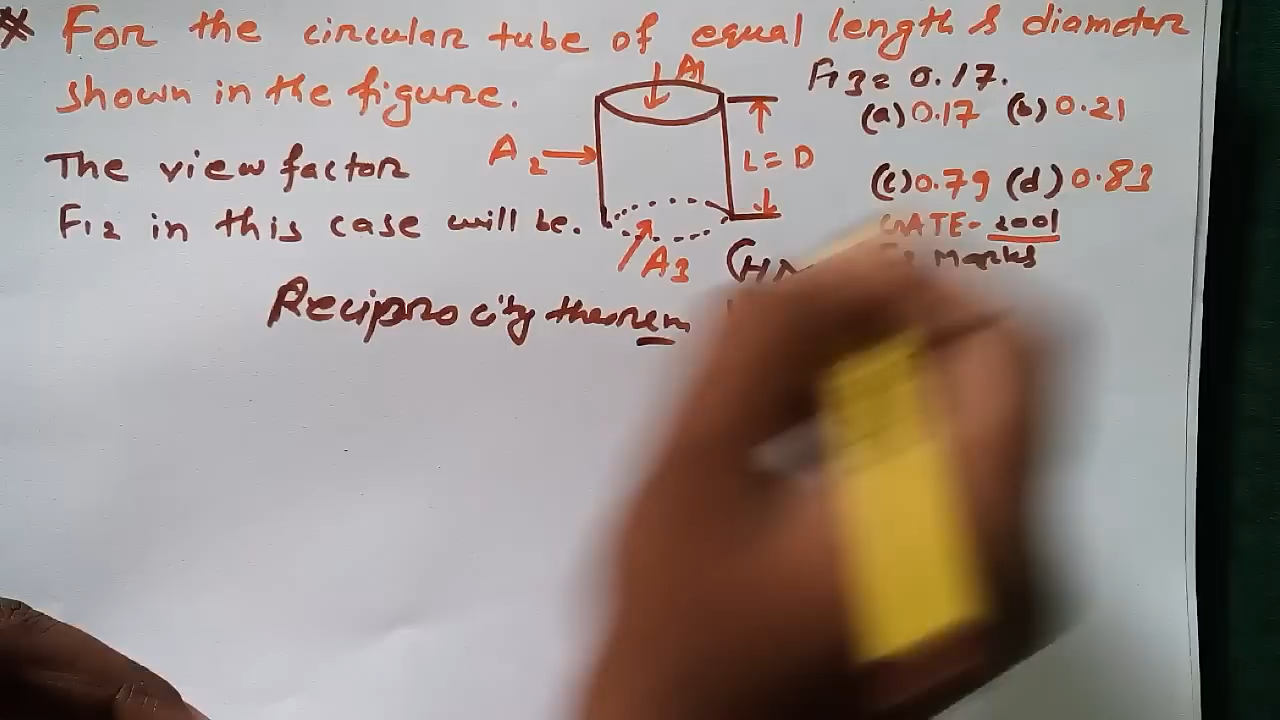 * For the circular tube of equal length & diameter
shown in the figure.
The view factor
F12 in this case will be.
A1
A2
L = D
A3
F13 = 0.17.
(a) 0.17 (b) 0.21
(c) 0.79 (d) 0.83
GATE- 2001
Marks
Reciprocity theorem